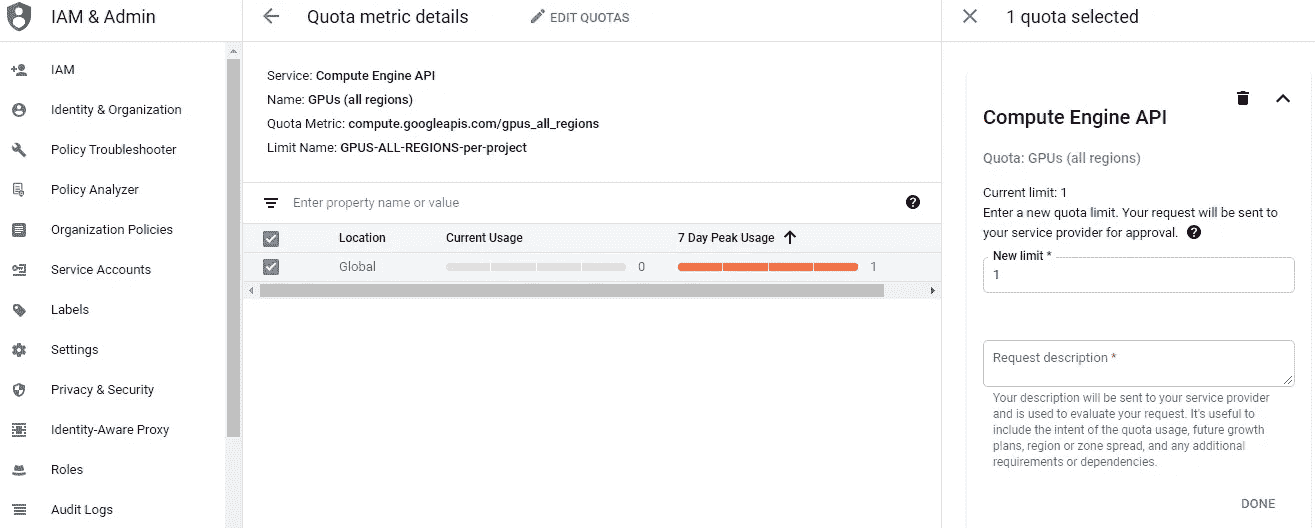 IAM & Admin
Quota metric details
EDIT QUOTAS
1 quota selected
IAM
Identity & Organization
Policy Troubleshooter
Policy Analyzer
Organization Policies
Service Accounts
Labels
Settings
Privacy & Security
Identity-Aware Proxy
Roles
Audit Logs
Service: Compute Engine API
Name: GPUs (all regions)
Quota Metric: compute.googleapis.com/gpus_all_regions
Limit Name: GPUS-ALL-REGIONS-per-project
Enter property name or value
Location Current Usage 7 Day Peak Usage
Global 0 1
Compute Engine API
Quota: GPUs (all regions)
Current limit: 1
Enter a new quota limit. Your request will be sent to
your service provider for approval.
New limit *
1
Request description *
Your description will be sent to your service provider
and is used to evaluate your request. It's useful to
include the intent of the quota usage, future growth
plans, region or zone spread, and any additional
requirements or dependencies.
DONE